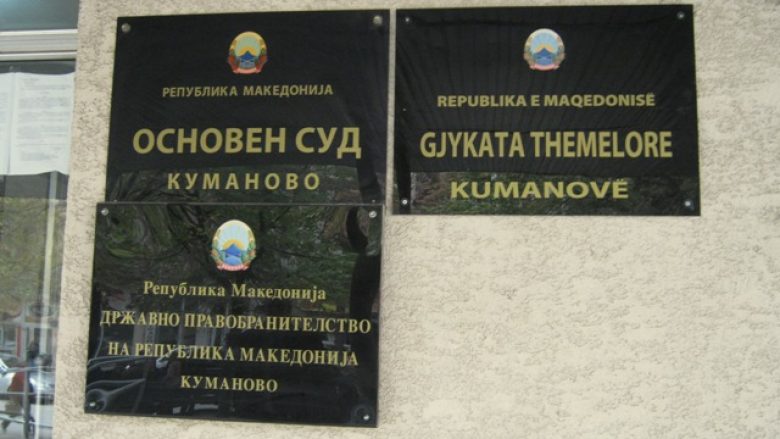 РЕПУБЛИКА МАКЕДОНИЈА
ОСНОВЕН СУД
КУМАНОВО
REPUBLIKA E MAQEDONISË
GJYKATA THEMELORE
KUMANOVË
Република Македонија
ДРЖАВНО ПРАВОБРАНИТЕЛСТВО
НА РЕПУБЛИКА МАКЕДОНИЈА
КУМАНОВО